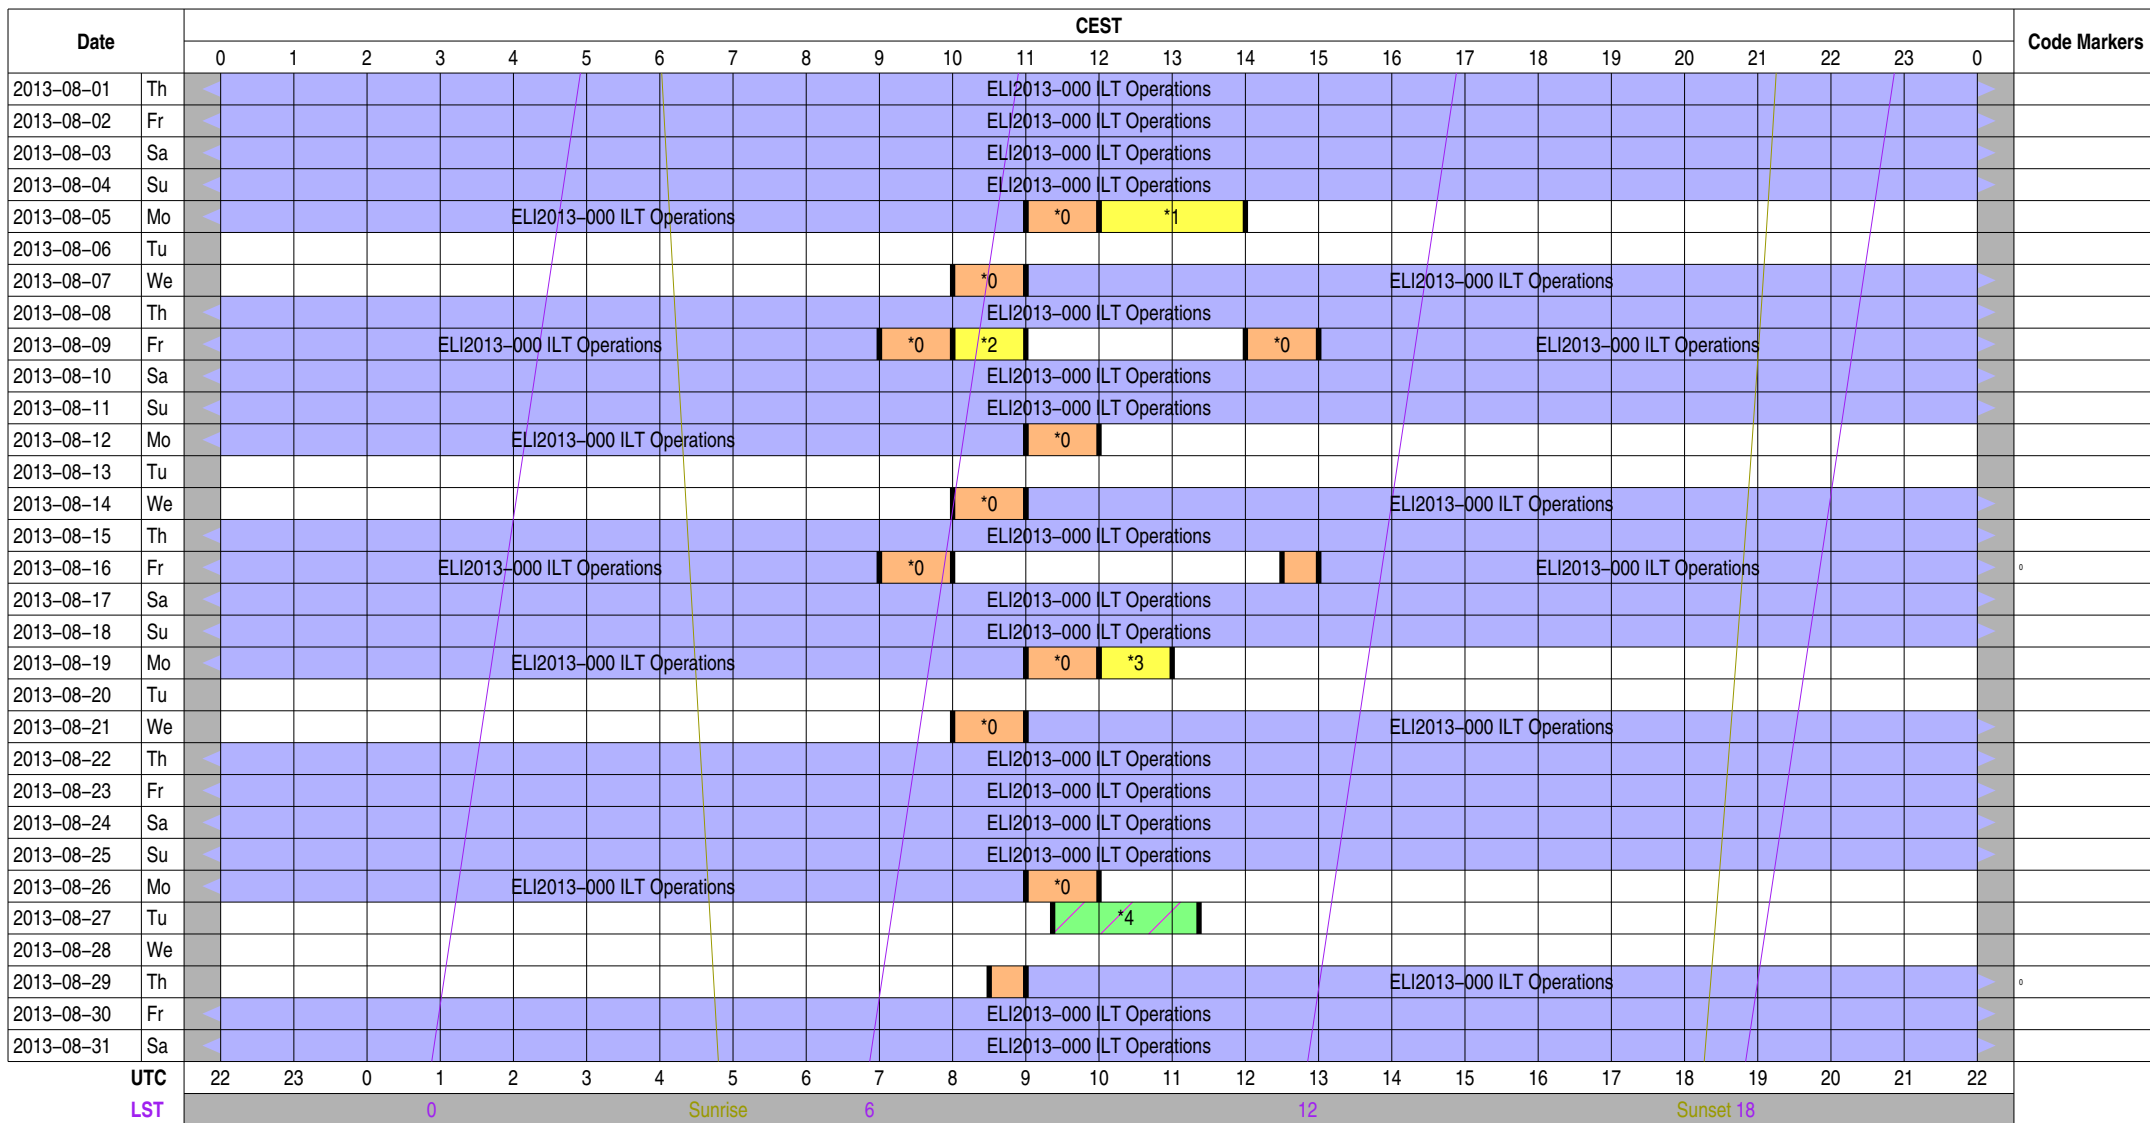 CEST
Date
Code Markers
0 1 2 3 4 5 6 7 8 9 10 11 12 13 14 15 16 17 18 19 20 21 22 23 0
2013-08-01 Th ELI2013-000 ILT Operations
2013-08-02 Fr ELI2013-000 ILT Operations
2013-08-03 Sa ELI2013-000 ILT Operations
2013-08-04 Su ELI2013-000 ILT Operations
2013-08-05 Mo ELI2013-000 ILT Operations *0 *1
2013-08-06 Tu
2013-08-07 We *0 ELI2013-000 ILT Operations
2013-08-08 Th ELI2013-000 ILT Operations
2013-08-09 Fr ELI2013-000 ILT Operations *0 *2 *0 ELI2013-000 ILT Operations
2013-08-10 Sa ELI2013-000 ILT Operations
2013-08-11 Su ELI2013-000 ILT Operations
2013-08-12 Mo ELI2013-000 ILT Operations *0
2013-08-13 Tu
2013-08-14 We *0 ELI2013-000 ILT Operations
2013-08-15 Th ELI2013-000 ILT Operations
2013-08-16 Fr ELI2013-000 ILT Operations *0 ELI2013-000 ILT Operations 0
2013-08-17 Sa ELI2013-000 ILT Operations
2013-08-18 Su ELI2013-000 ILT Operations
2013-08-19 Mo ELI2013-000 ILT Operations *0 *3
2013-08-20 Tu
2013-08-21 We *0 ELI2013-000 ILT Operations
2013-08-22 Th ELI2013-000 ILT Operations
2013-08-23 Fr ELI2013-000 ILT Operations
2013-08-24 Sa ELI2013-000 ILT Operations
2013-08-25 Su ELI2013-000 ILT Operations
2013-08-26 Mo ELI2013-000 ILT Operations *0
2013-08-27 Tu *4
2013-08-28 We
2013-08-29 Th ELI2013-000 ILT Operations 0
2013-08-30 Fr ELI2013-000 ILT Operations
2013-08-31 Sa ELI2013-000 ILT Operations
UTC 22 23 0 1 2 3 4 5 6 7 8 9 10 11 12 13 14 15 16 17 18 19 20 21 22
LST 0 Sunrise 6 12 Sunset 18